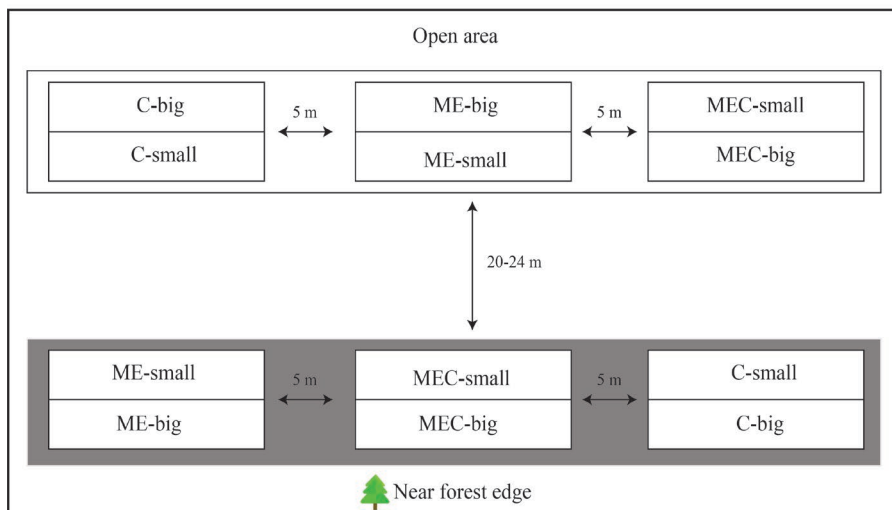 Open area
C-big
5 m
ME-big
5 m
MEC-small
C-small
ME-small
MEC-big
20-24 m
ME-small
5 m
MEC-small
5 m
C-small
ME-big
MEC-big
C-big
Near forest edge